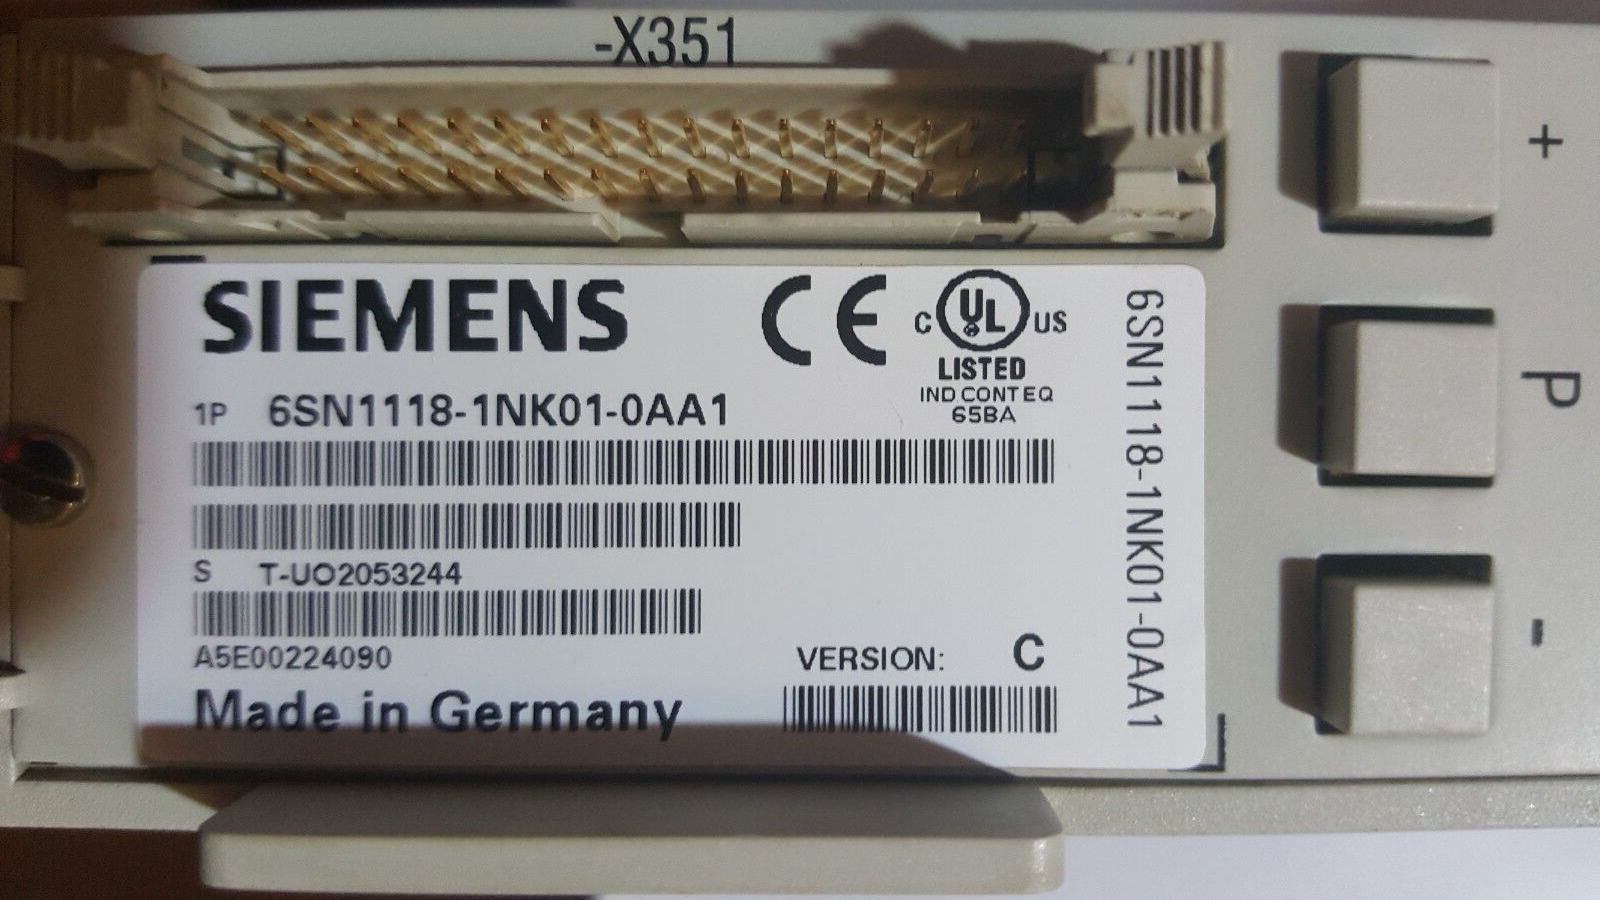 -X351
SIEMENS
CE
C UL US
LISTED
IND.CONT.EQ
65BA
1P 6SN1118-1NK01-0AA1
S T-UO2053244
A5E00224090
VERSION: C
Made in Germany
6SN1118-1NK01-0AA1
+
P
-